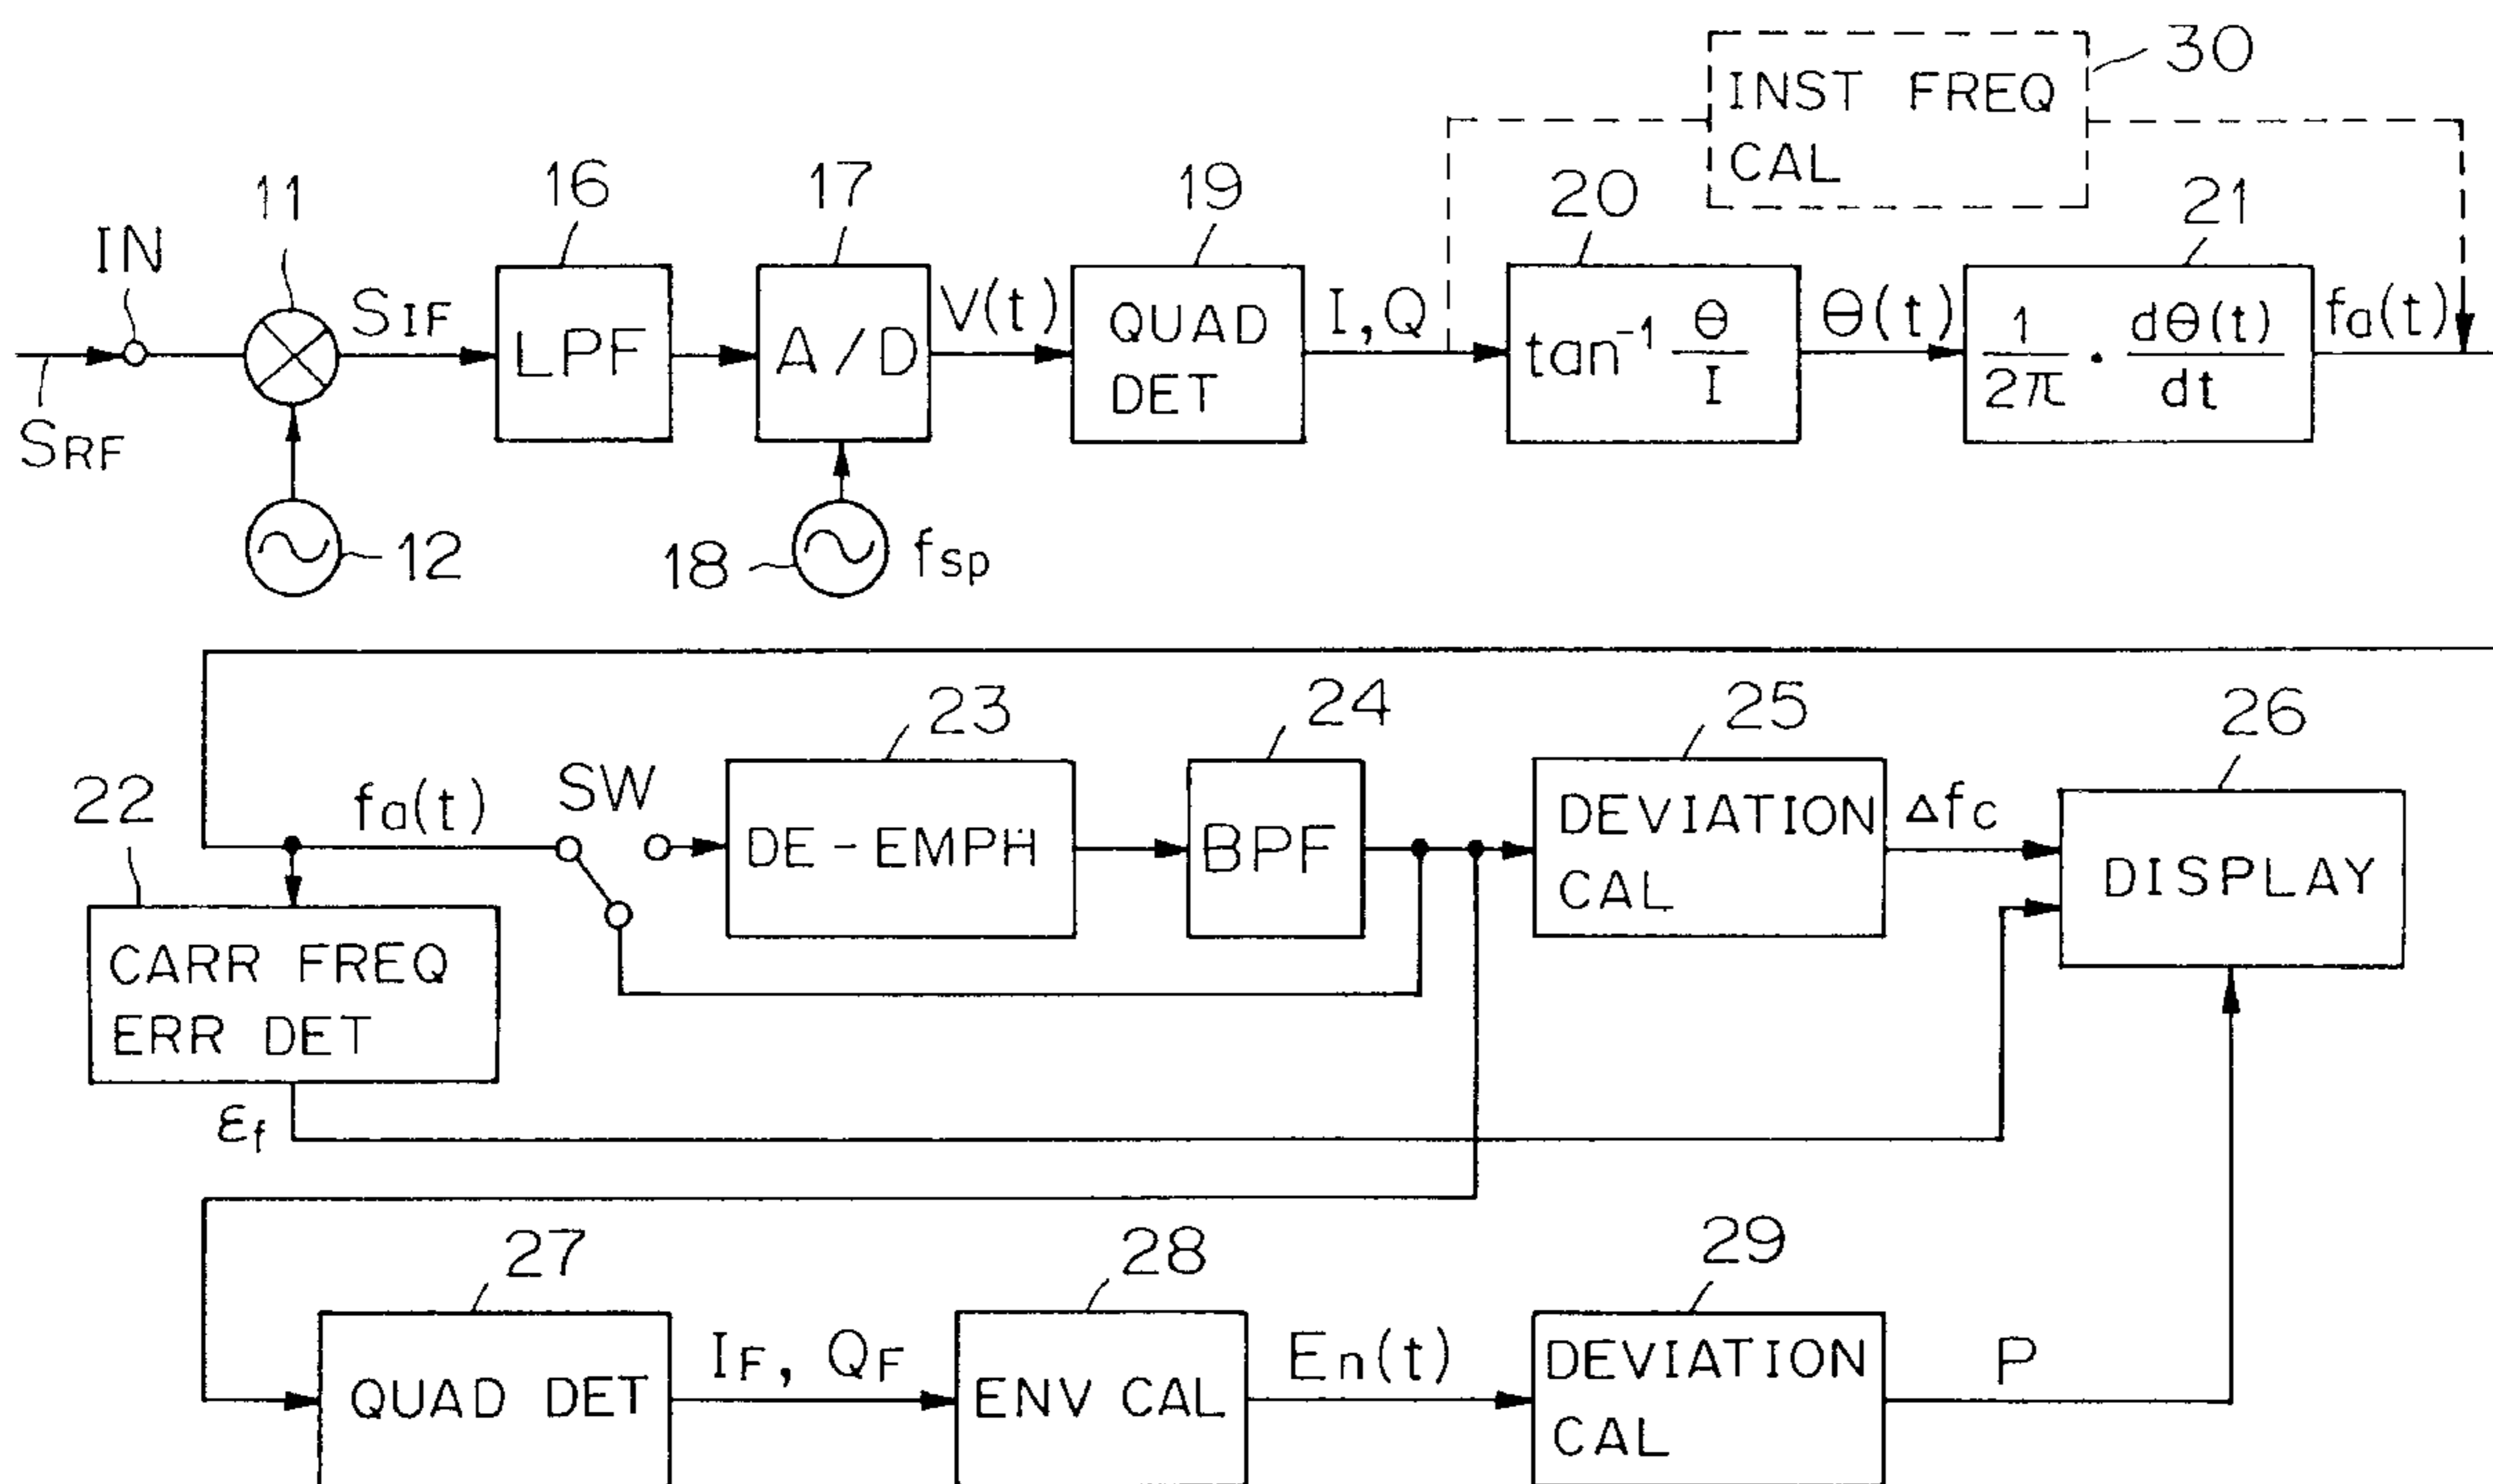 30
INST FREQ
CAL
11
16
17
19
20
21
IN
SIF
V(t)
I,Q
Θ(t)
fa(t)
SRF
LPF
A/D
QUAD
DET
tan⁻¹ Θ/I
1/2π · dΘ(t)/dt
12
18
fsp
22
fa(t)
SW
23
24
25
26
DE-EMPH
BPF
DEVIATION
CAL
Δfc
DISPLAY
CARR FREQ
ERR DET
εf
27
28
29
QUAD DET
IF, QF
ENV CAL
En(t)
DEVIATION
CAL
P